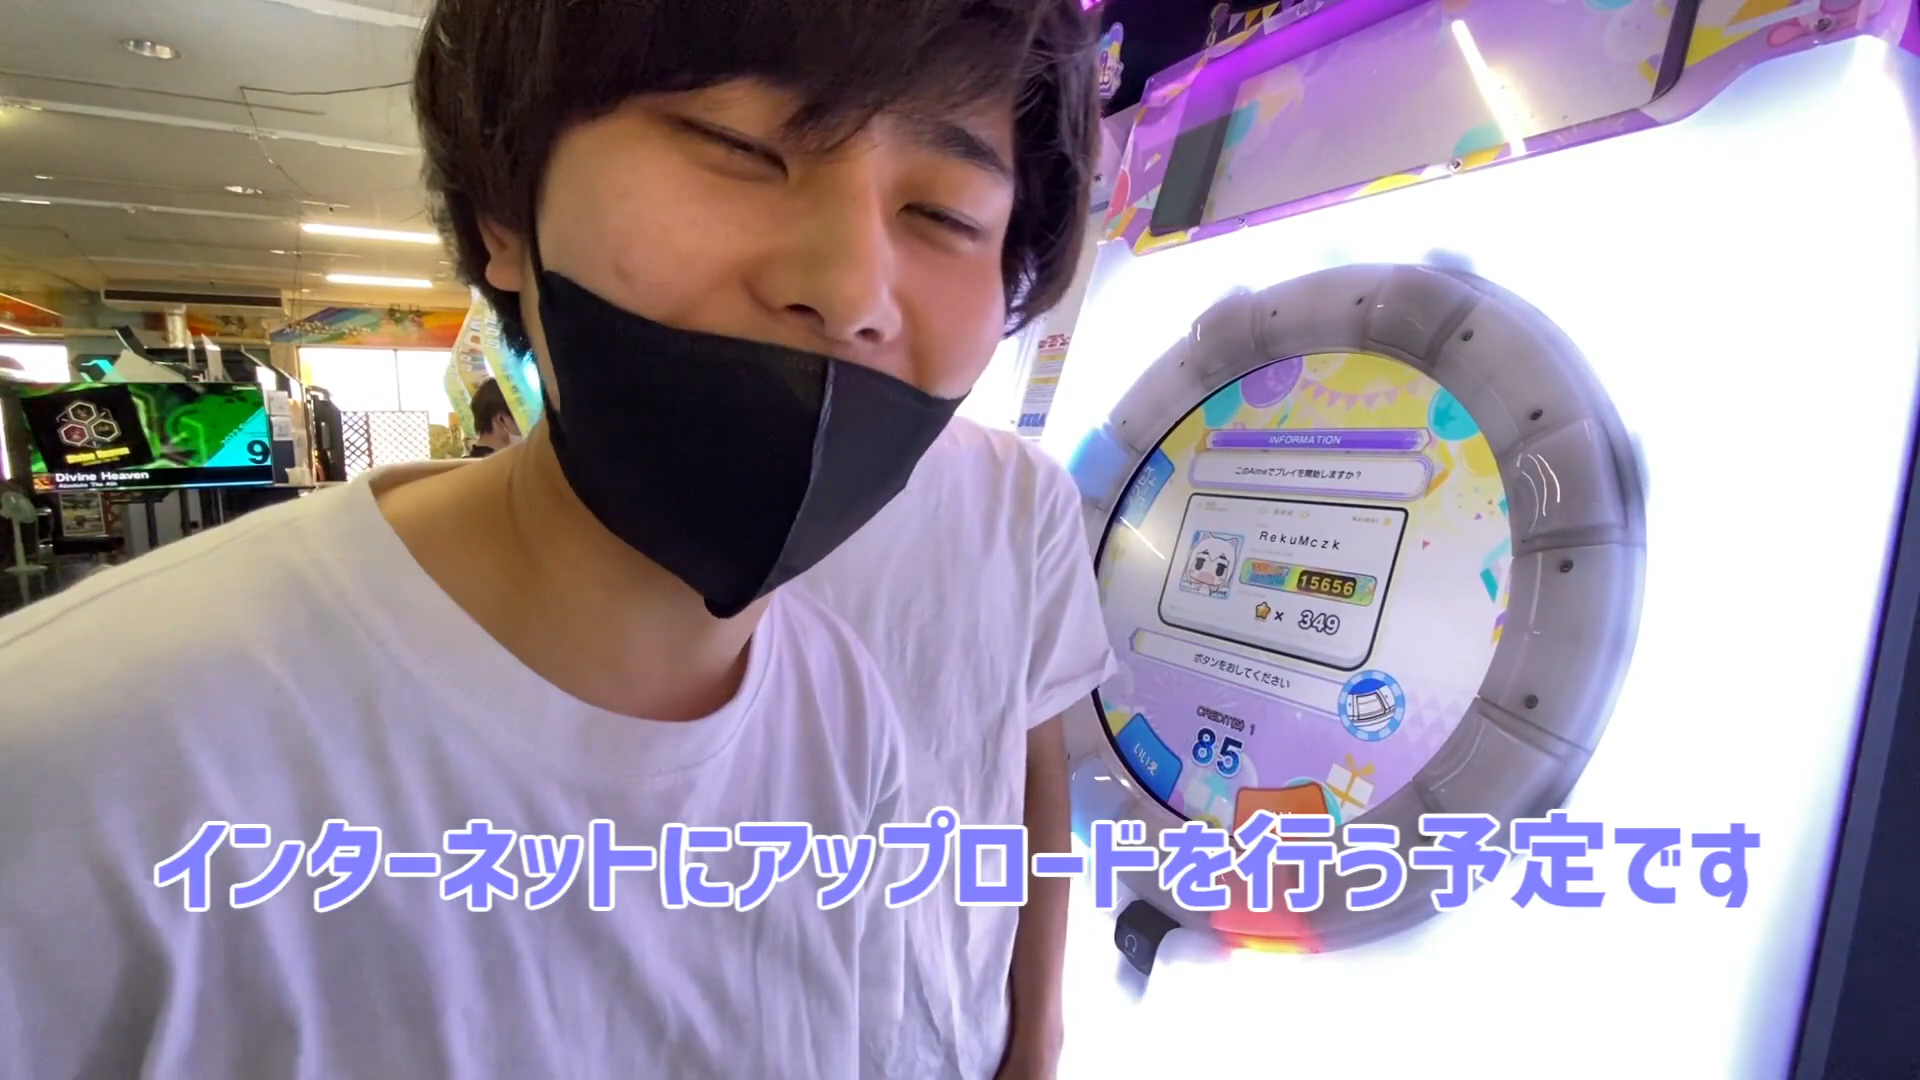 Divine Heaven
9
SEGA
INFORMATION
このAimeでプレイを開始しますか？
RekuMczk
15656
× 349
ボタンをおしてください
CREDIT(S) 1
85
いいえ
インターネットにアップロードを行う予定です